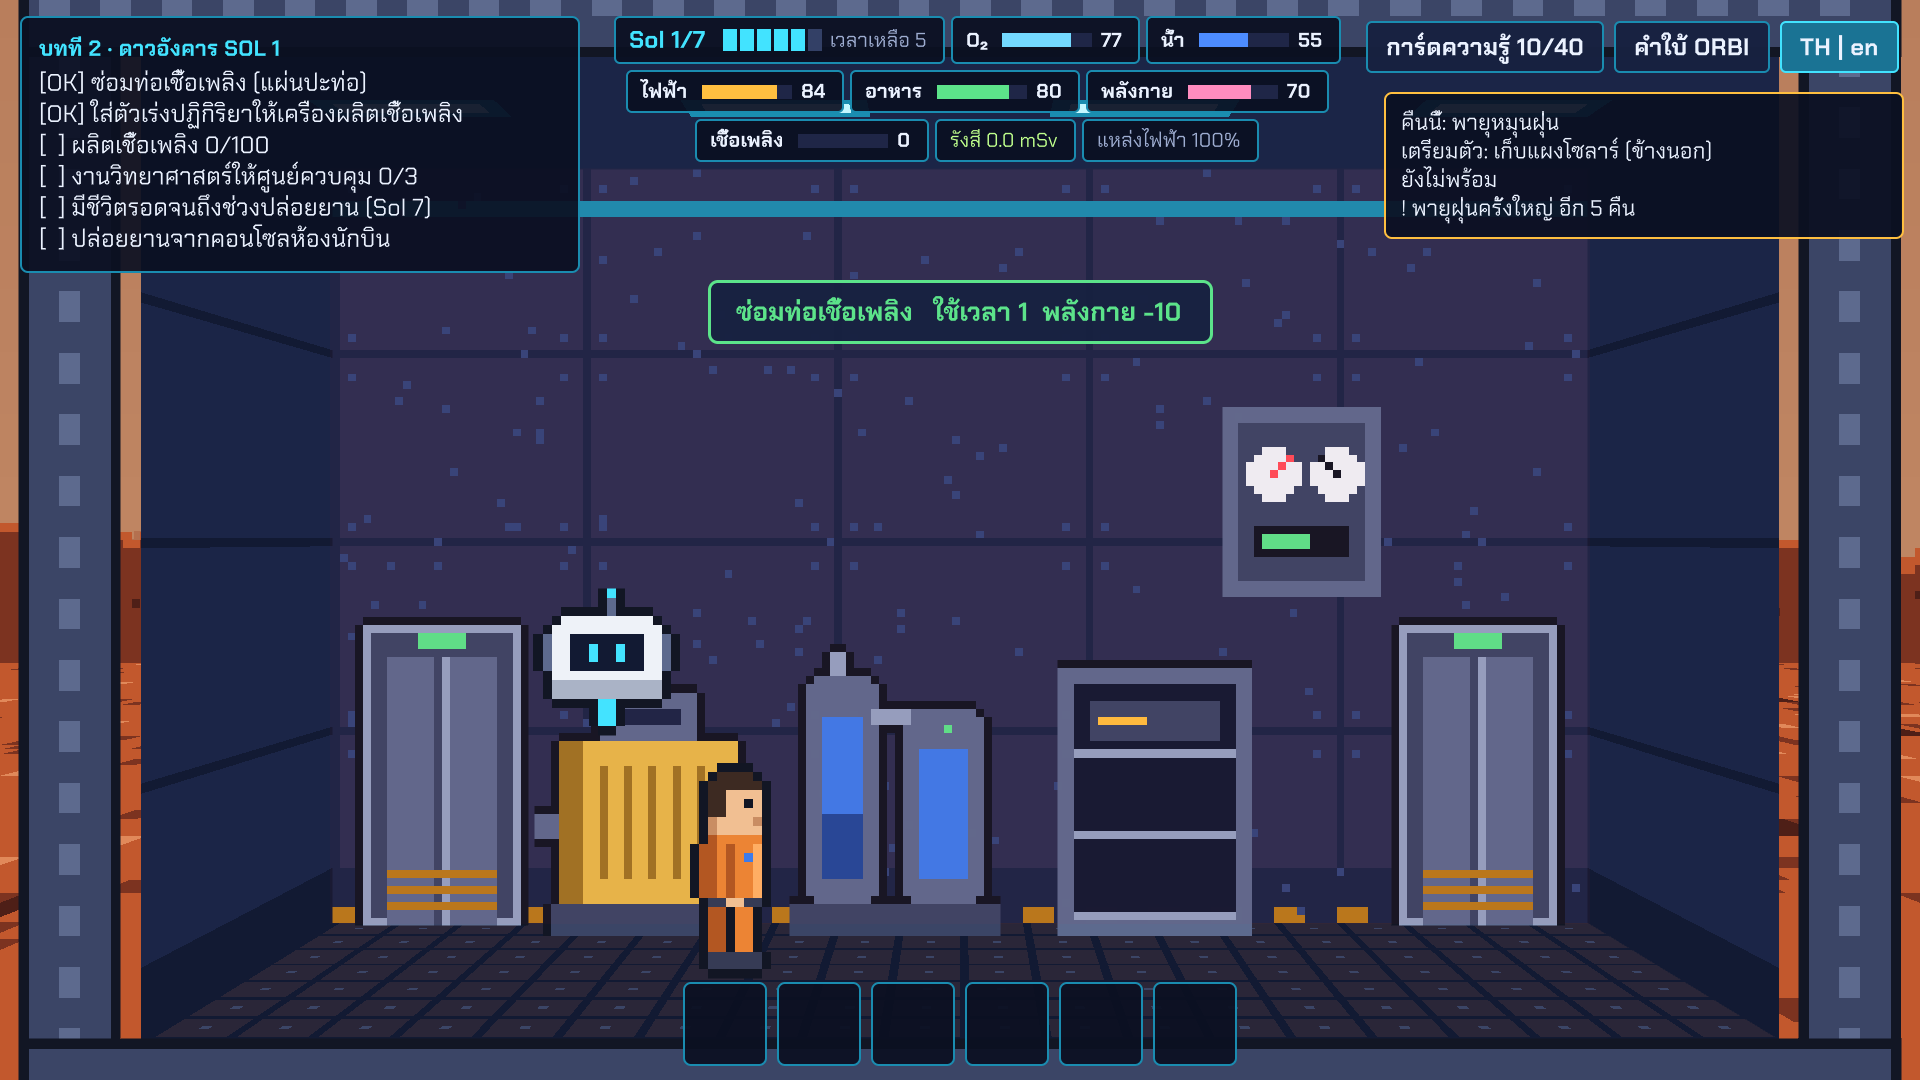 บทที่ 2 · ดาวอังคาร SOL 1
[OK] ซ่อมท่อเชื้อเพลิง (แผ่นปะท่อ)
[OK] ใส่ตัวเร่งปฏิกิริยาให้เครื่องผลิตเชื้อเพลิง
[ ] ผลิตเชื้อเพลิง 0/100
[ ] งานวิทยาศาสตร์ให้ศูนย์ควบคุม 0/3
[ ] มีชีวิตรอดจนถึงช่วงปล่อยยาน (Sol 7)
[ ] ปล่อยยานจากคอนโซลห้องนักบิน
Sol 1/7 เวลาเหลือ 5
O₂ 77
น้ำ 55
ไฟฟ้า 84
อาหาร 80
พลังกาย 70
เชื้อเพลิง 0
รังสี 0.0 mSv
แหล่งไฟฟ้า 100%
การ์ดความรู้ 10/40
คำใบ้ ORBI
TH | en
คืนนี้: พายุหมุนฝุ่น
เตรียมตัว: เก็บแผงโซลาร์ (ข้างนอก)
ยังไม่พร้อม
! พายุฝุ่นครั้งใหญ่ อีก 5 คืน
ซ่อมท่อเชื้อเพลิง ใช้เวลา 1 พลังกาย -10